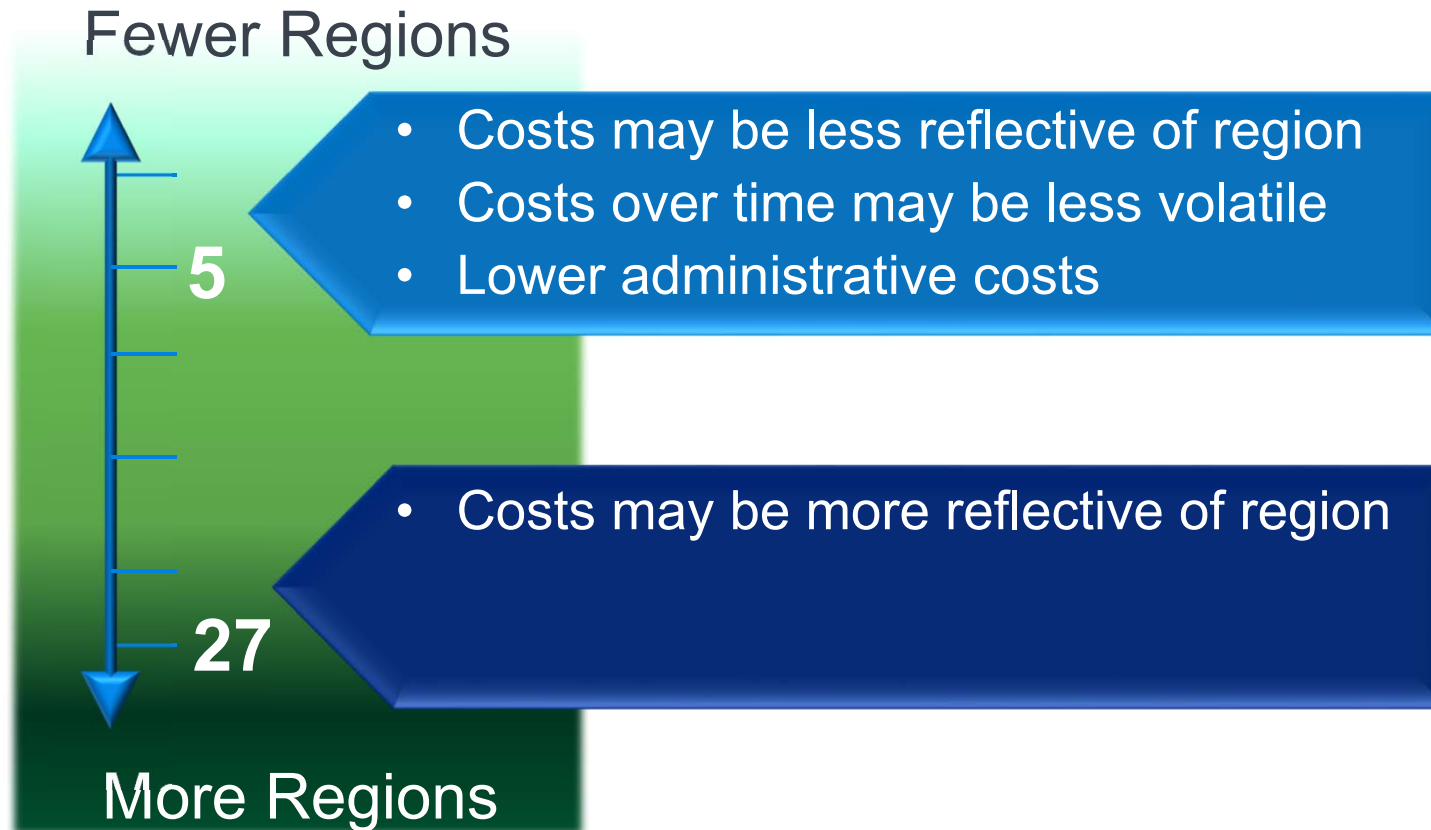 Fewer Regions
• Costs may be less reflective of region
• Costs over time may be less volatile
5
• Lower administrative costs
• Costs may be more reflective of region
27
More Regions